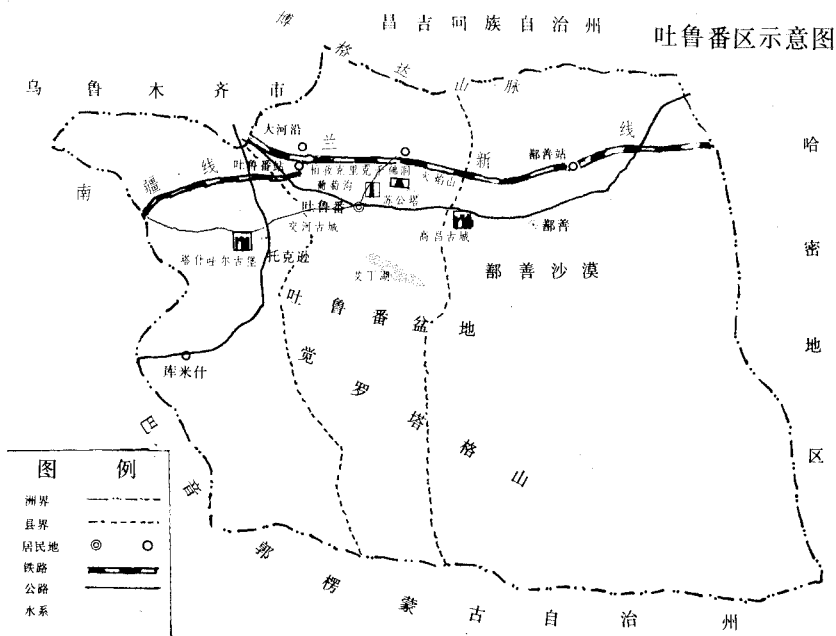 吐鲁番区示意图
昌吉回族自治州
博格达山脉
乌鲁木齐市
大河沿
兰新线
鄯善站
南疆线
吐鲁番站
柏孜克里克千佛洞
火焰山
葡萄沟
苏公塔
吐鲁番
交河古城
高昌古城
鄯善
塔什吐尔古堡
托克逊
艾丁湖
鄯善沙漠
吐鲁番盆地
觉罗塔格山
库米什
哈密地区
巴音郭楞蒙古自治州
图例
洲界
县界
居民地
铁路
公路
水系